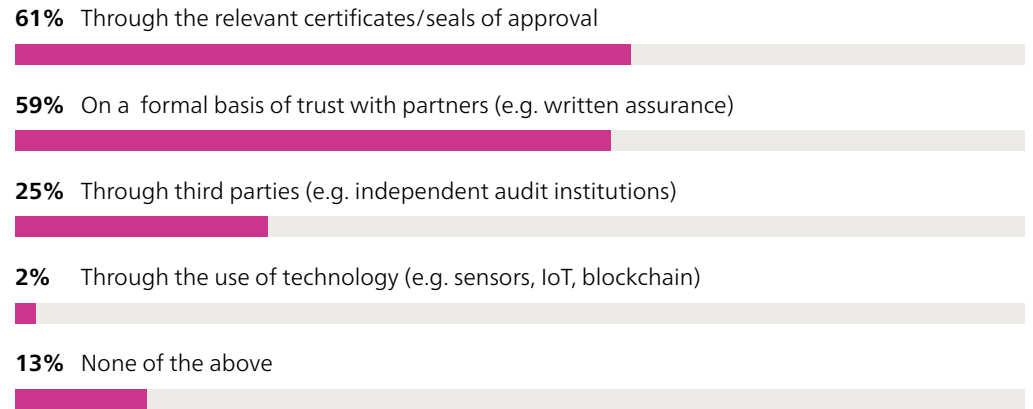 61% Through the relevant certificates/seals of approval
59% On a formal basis of trust with partners (e.g. written assurance)
25% Through third parties (e.g. independent audit institutions)
2% Through the use of technology (e.g. sensors, IoT, blockchain)
13% None of the above